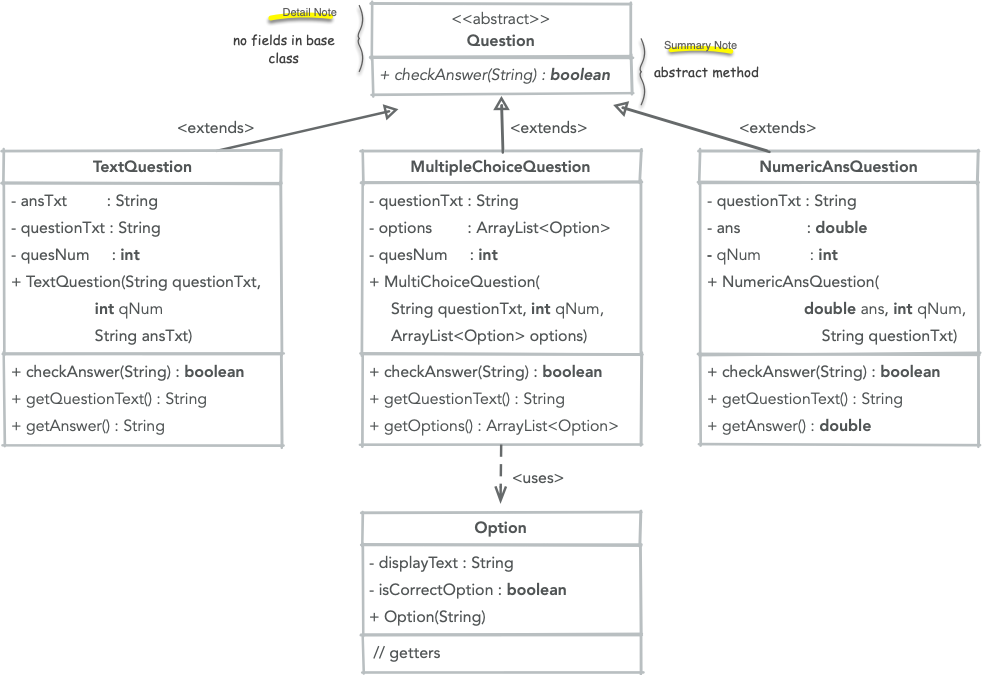 Detail Note
no fields in base
class
<<abstract>>
Question
+ checkAnswer(String) : boolean
Summary Note
abstract method
<extends>
<extends>
<extends>
TextQuestion
- ansTxt : String
- questionTxt : String
- quesNum : int
+ TextQuestion(String questionTxt,
int qNum
String ansTxt)
+ checkAnswer(String) : boolean
+ getQuestionText() : String
+ getAnswer() : String
MultipleChoiceQuestion
- questionTxt : String
- options : ArrayList<Option>
- quesNum : int
+ MultiChoiceQuestion(
String questionTxt, int qNum,
ArrayList<Option> options)
+ checkAnswer(String) : boolean
+ getQuestionText() : String
+ getOptions() : ArrayList<Option>
NumericAnsQuestion
- questionTxt : String
- ans : double
- qNum : int
+ NumericAnsQuestion(
double ans, int qNum,
String questionTxt)
+ checkAnswer(String) : boolean
+ getQuestionText() : String
+ getAnswer() : double
<uses>
Option
- displayText : String
- isCorrectOption : boolean
+ Option(String)
// getters